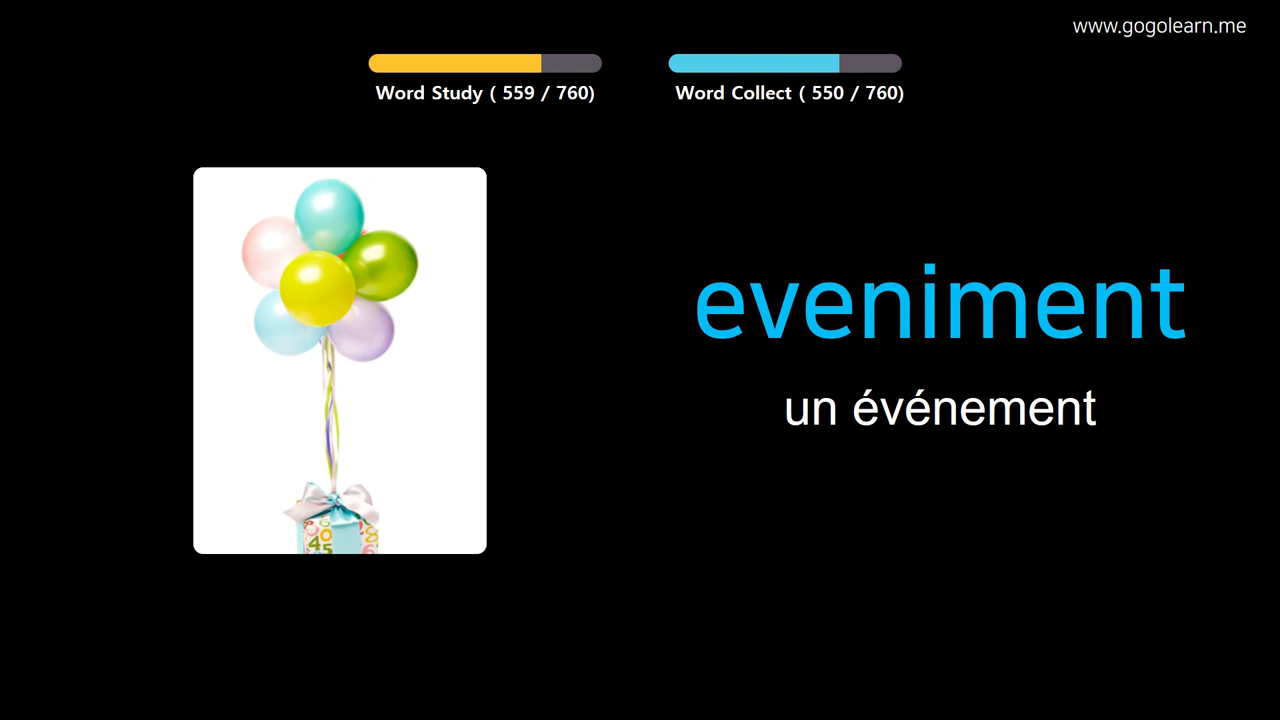 www.gogolearn.me
Word Study ( 559 / 760)
Word Collect ( 550 / 760)
eveniment
un événement